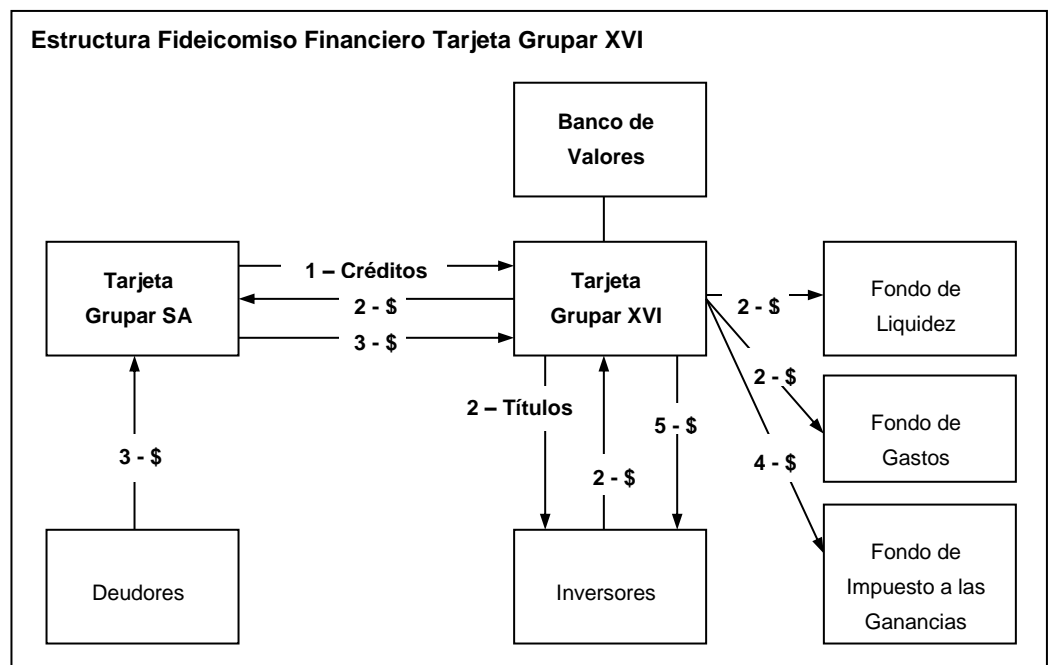 Estructura Fideicomiso Financiero Tarjeta Grupar XVI
Banco de
Valores
Tarjeta
Grupar SA
1 – Créditos
2 - $
3 - $
Tarjeta
Grupar XVI
2 - $
Fondo de
Liquidez
2 – Títulos
5 - $
2 - $
Fondo de
Gastos
3 - $
2 - $
4 - $
Deudores
Inversores
Fondo de
Impuesto a las
Ganancias